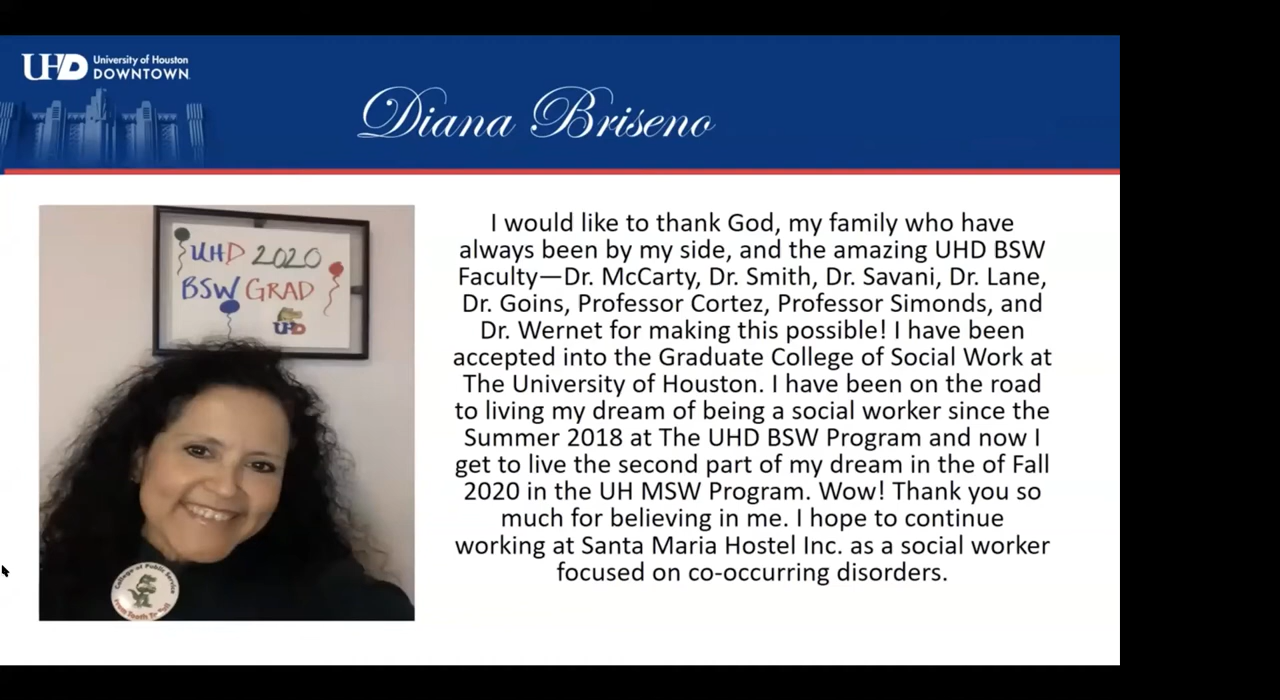 UHD University of Houston
DOWNTOWN
Diana Briseno
UHD 2020
BSW GRAD
UHD
College of Public Service
From Tooth To Tail
I would like to thank God, my family who have
always been by my side, and the amazing UHD BSW
Faculty—Dr. McCarty, Dr. Smith, Dr. Savani, Dr. Lane,
Dr. Goins, Professor Cortez, Professor Simonds, and
Dr. Wernet for making this possible! I have been
accepted into the Graduate College of Social Work at
The University of Houston. I have been on the road
to living my dream of being a social worker since the
Summer 2018 at The UHD BSW Program and now I
get to live the second part of my dream in the of Fall
2020 in the UH MSW Program. Wow! Thank you so
much for believing in me. I hope to continue
working at Santa Maria Hostel Inc. as a social worker
focused on co-occurring disorders.